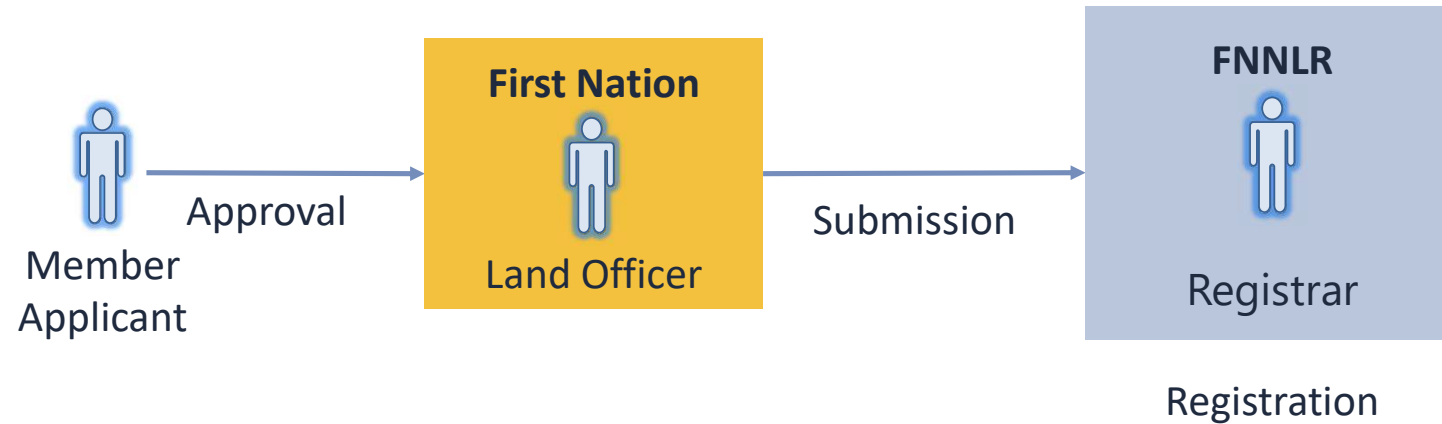 Member
Applicant
Approval
First Nation
Land Officer
Submission
FNNLR
Registrar
Registration